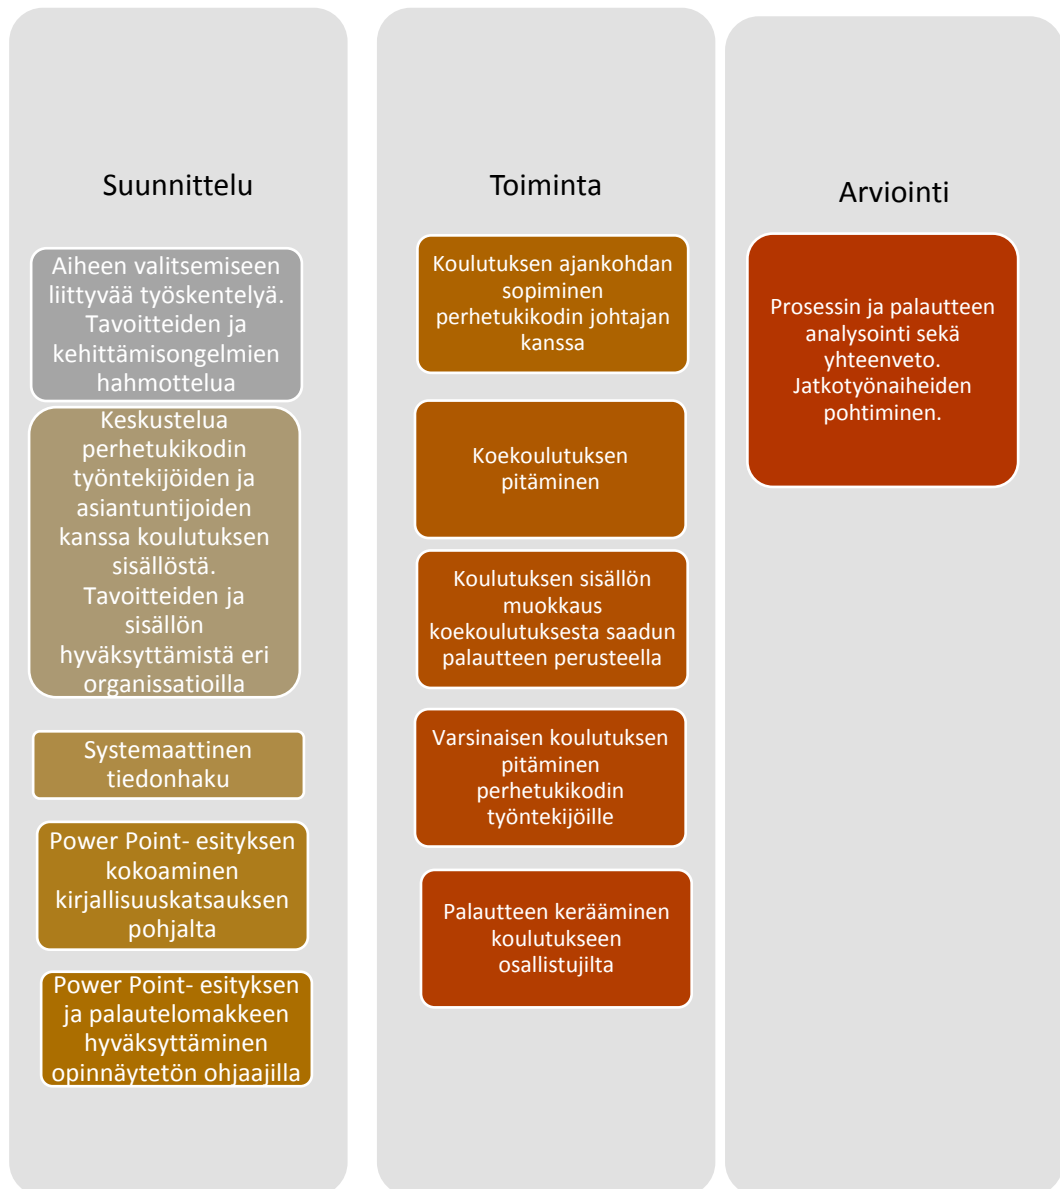 Suunnittelu
Aiheen valitsemiseen
liittyvää työskentelyä.
Tavoitteiden ja
kehittämisongelmien
hahmottelua
Keskustelua
perhetukikodin
työntekijöiden ja
asiantuntijoiden
kanssa koulutuksen
sisällöstä.
Tavoitteiden ja
sisällön
hyväksyttämistä eri
organissatioilla
Systemaattinen
tiedonhaku
Power Point- esityksen
kokoaminen
kirjallisuuskatsauksen
pohjalta
Power Point- esityksen
ja palautelomakkeen
hyväksyttäminen
opinnäytetön ohjaajilla
Toiminta
Koulutuksen ajankohdan
sopiminen
perhetukikodin johtajan
kanssa
Koekoulutuksen
pitäminen
Koulutuksen sisällön
muokkaus
koekoulutuksesta saadun
palautteen perusteella
Varsinaisen koulutuksen
pitäminen
perhetukikodin
työntekijöille
Palautteen kerääminen
koulutukseen
osallistujilta
Arviointi
Prosessin ja palautteen
analysointi sekä
yhteenveto.
Jatkotyönaiheiden
pohtiminen.